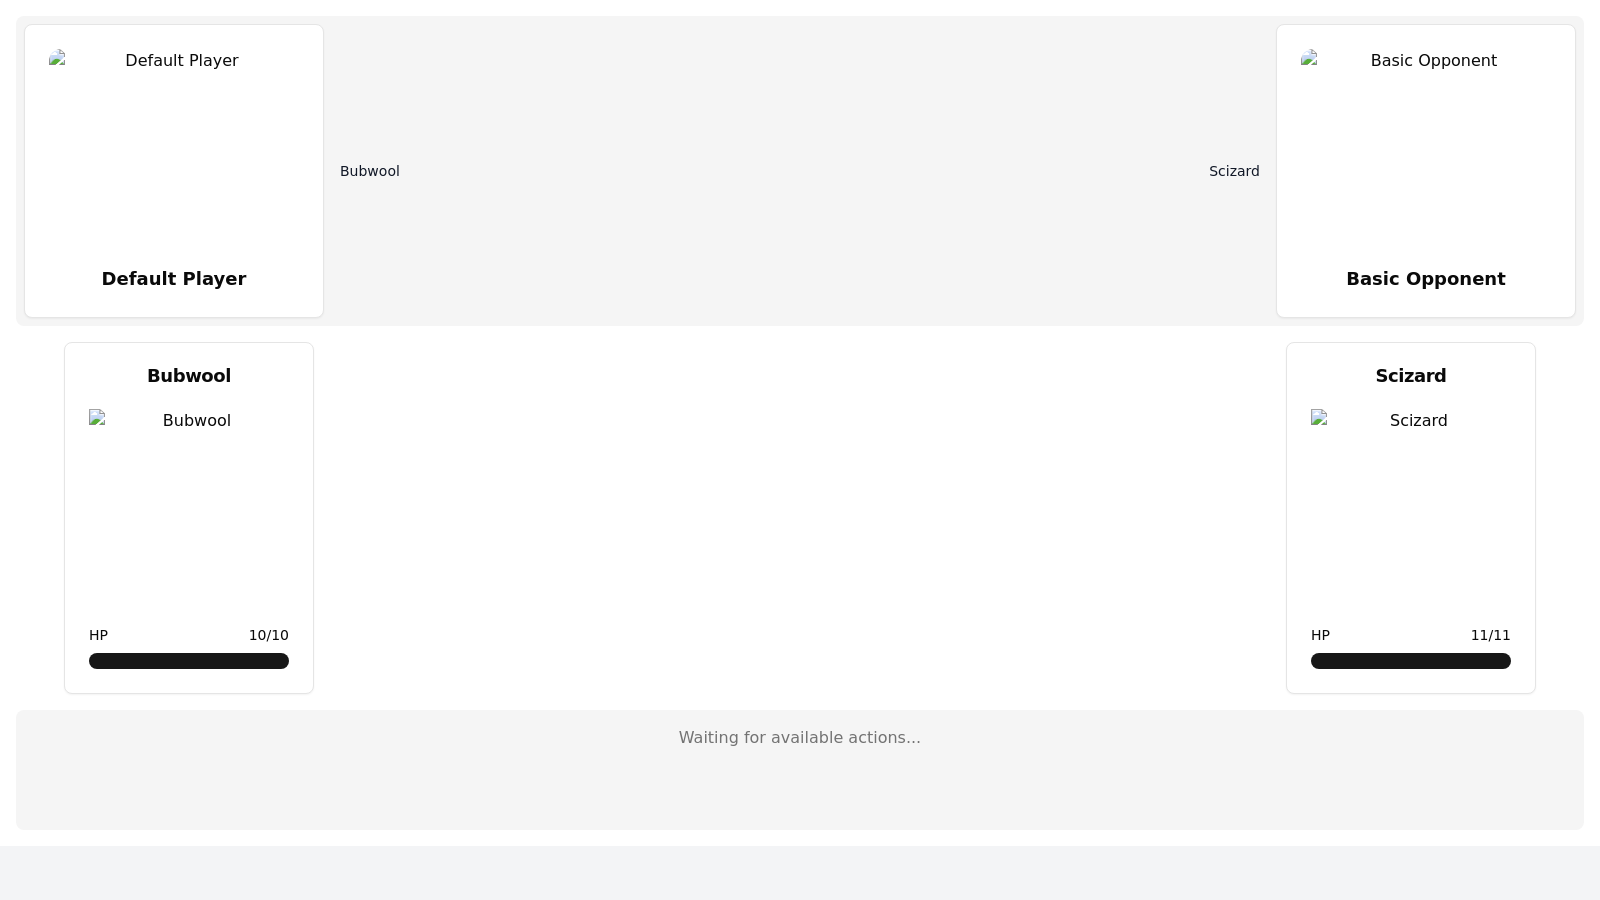 Default Player
Basic Opponent
Bubwool
Scizard
Default Player
Basic Opponent
Bubwool
Scizard
Bubwool
Scizard
HP 10/10
HP 11/11
Waiting for available actions...